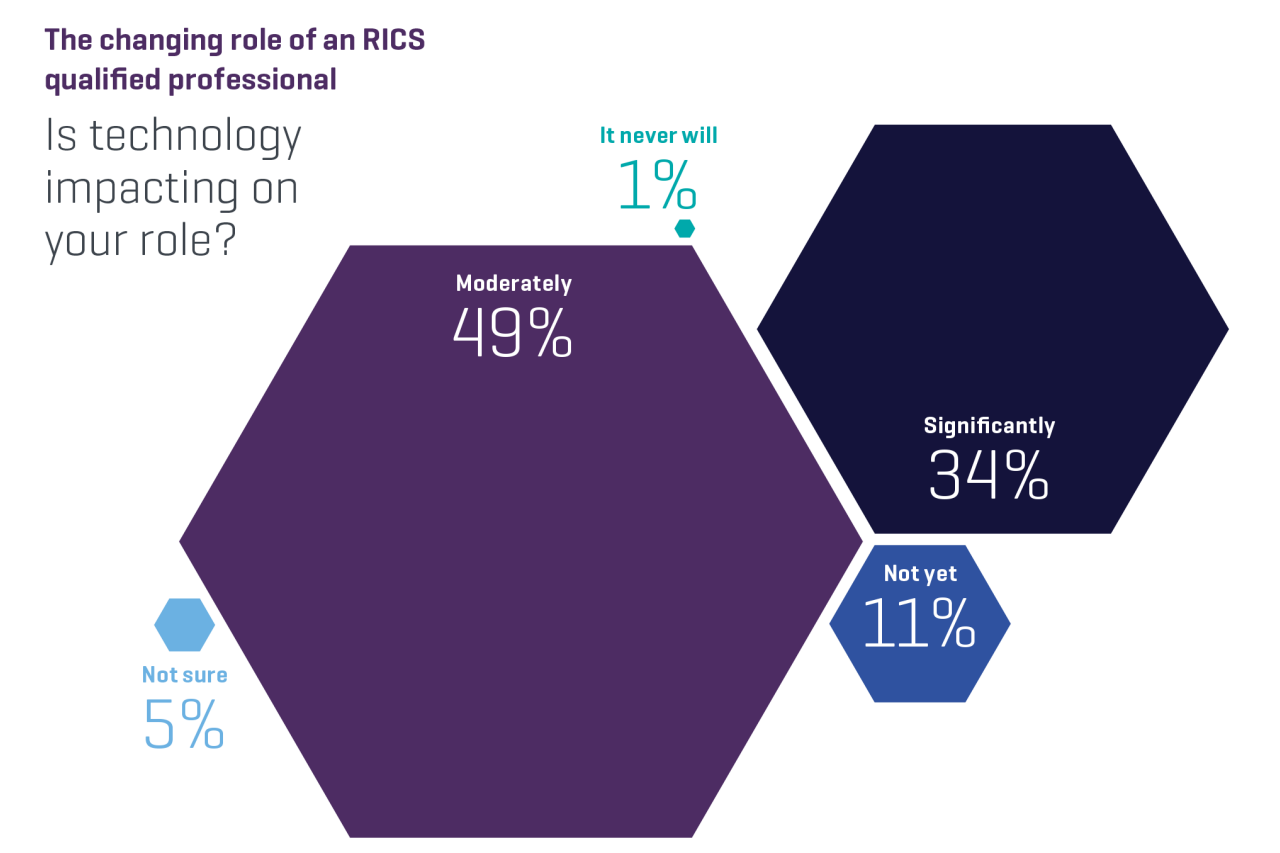 The changing role of an RICS
qualified professional
Is technology
impacting on
your role?
It never will
1%
Moderately
49%
Significantly
34%
Not yet
11%
Not sure
5%